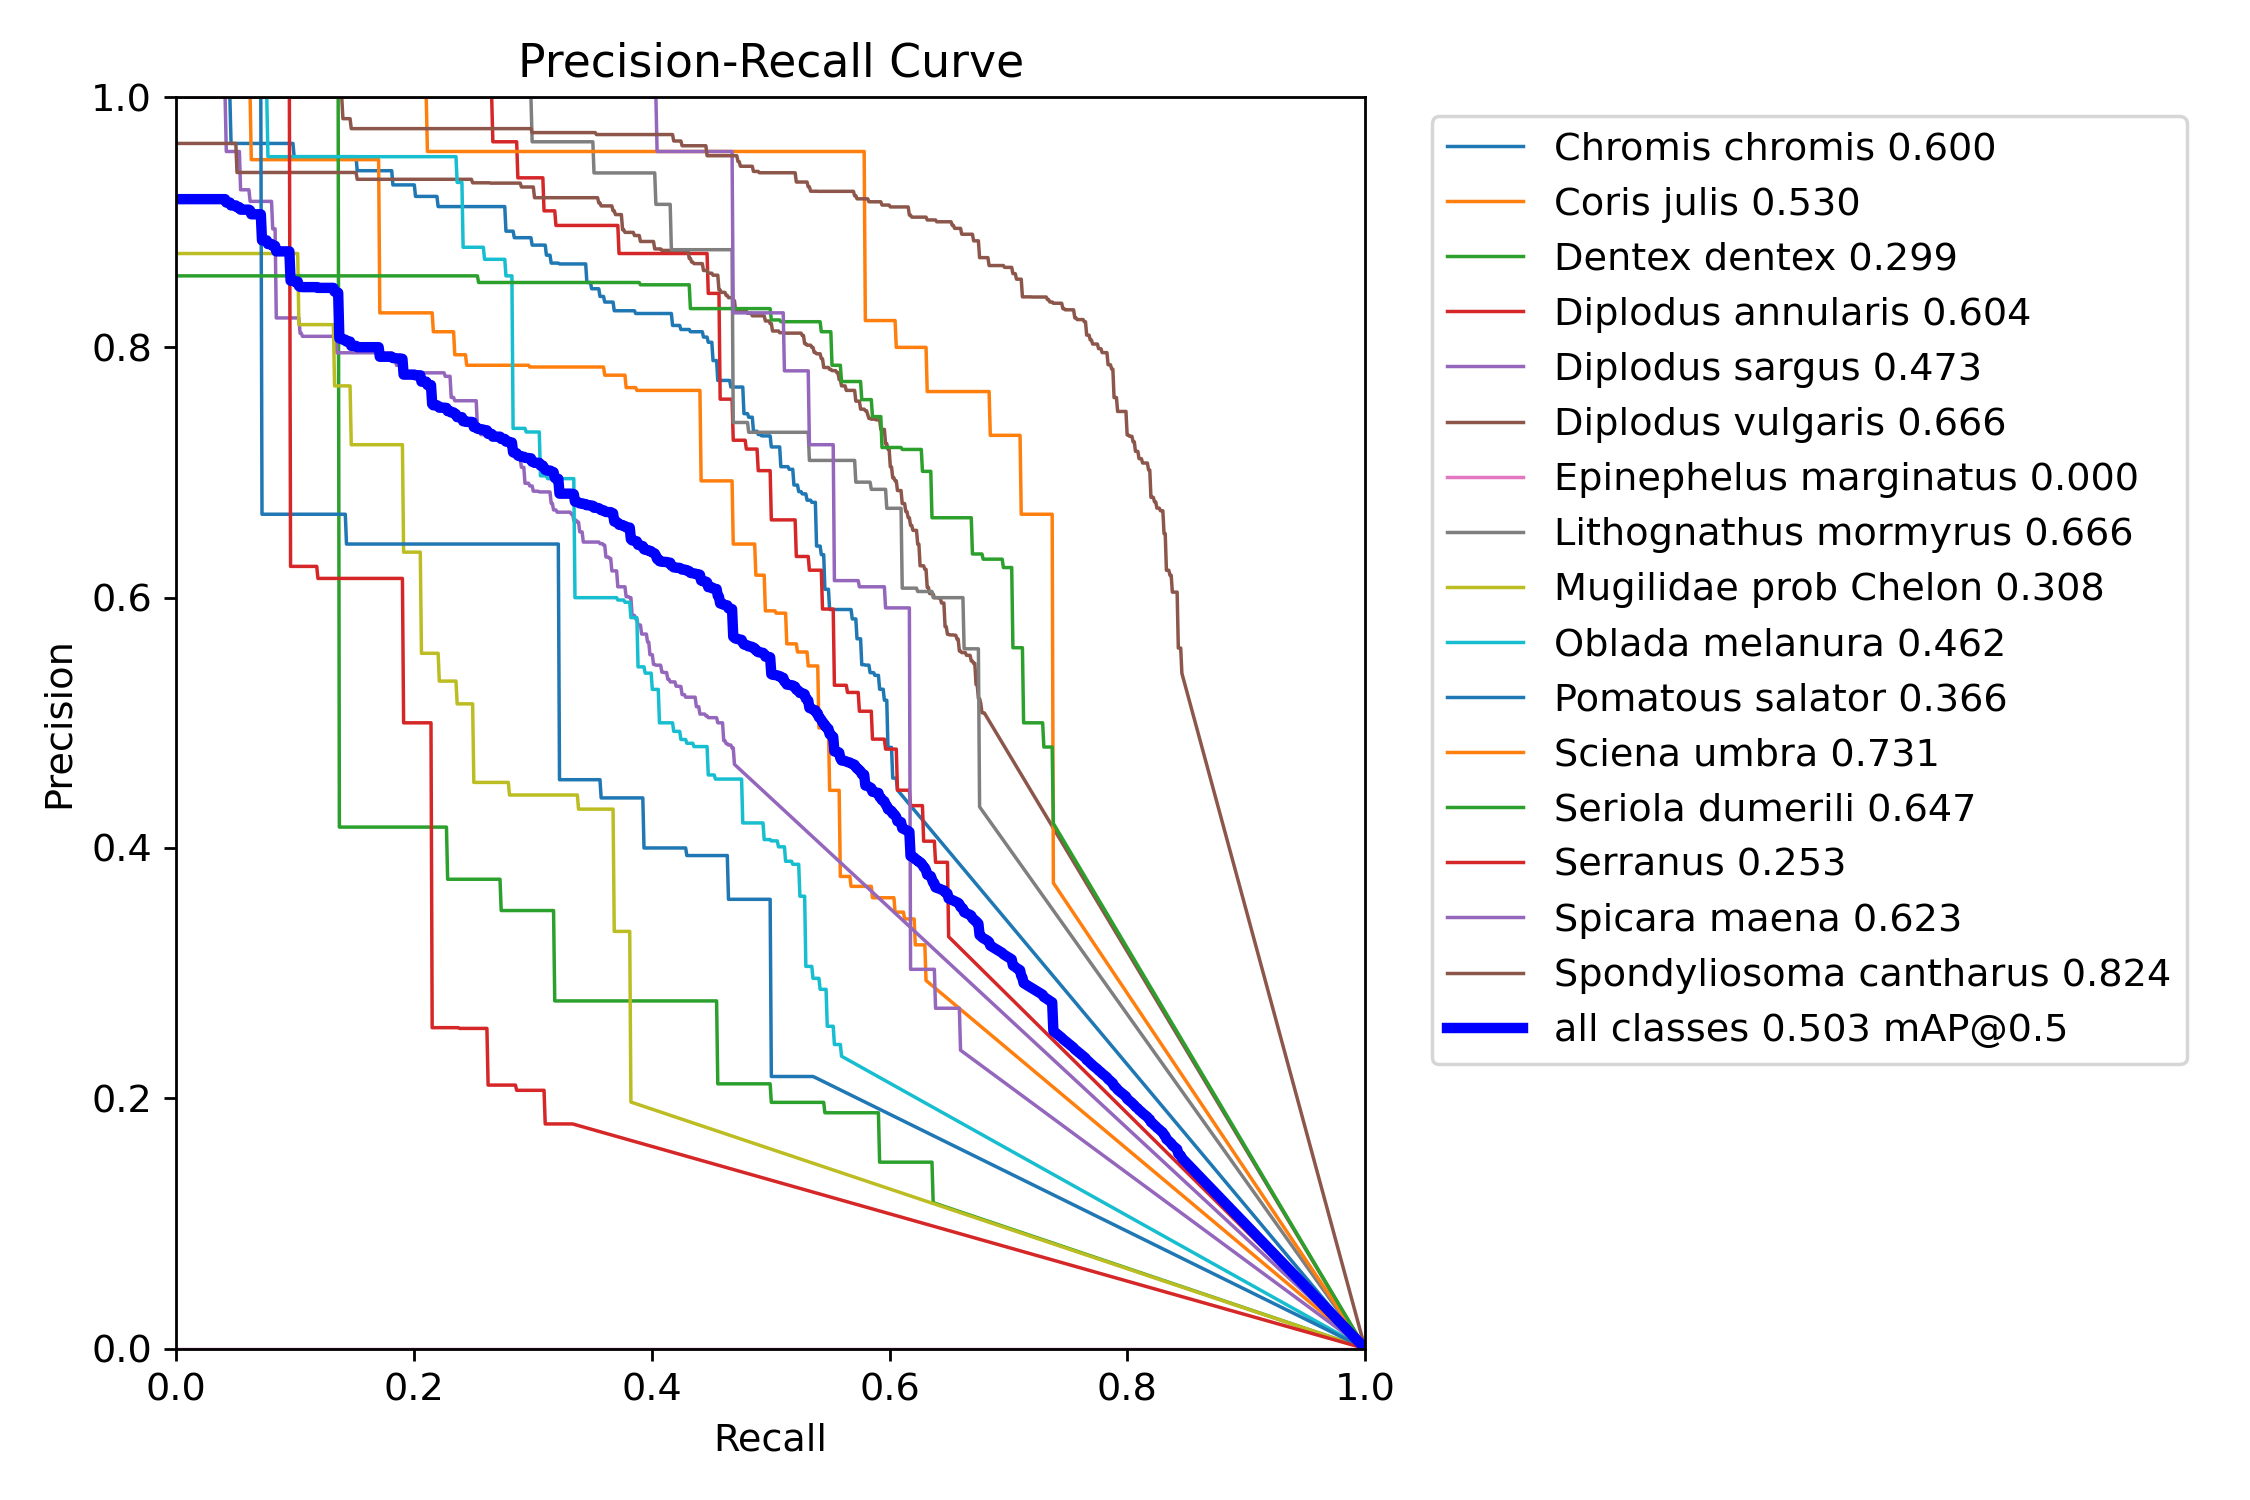 Precision-Recall Curve
1.0
0.8
0.6
0.4
0.2
0.0
Precision
0.0 0.2 0.4 0.6 0.8 1.0
Recall
Chromis chromis 0.600
Coris julis 0.530
Dentex dentex 0.299
Diplodus annularis 0.604
Diplodus sargus 0.473
Diplodus vulgaris 0.666
Epinephelus marginatus 0.000
Lithognathus mormyrus 0.666
Mugilidae prob Chelon 0.308
Oblada melanura 0.462
Pomatous salator 0.366
Sciena umbra 0.731
Seriola dumerili 0.647
Serranus 0.253
Spicara maena 0.623
Spondyliosoma cantharus 0.824
all classes 0.503 mAP@0.5